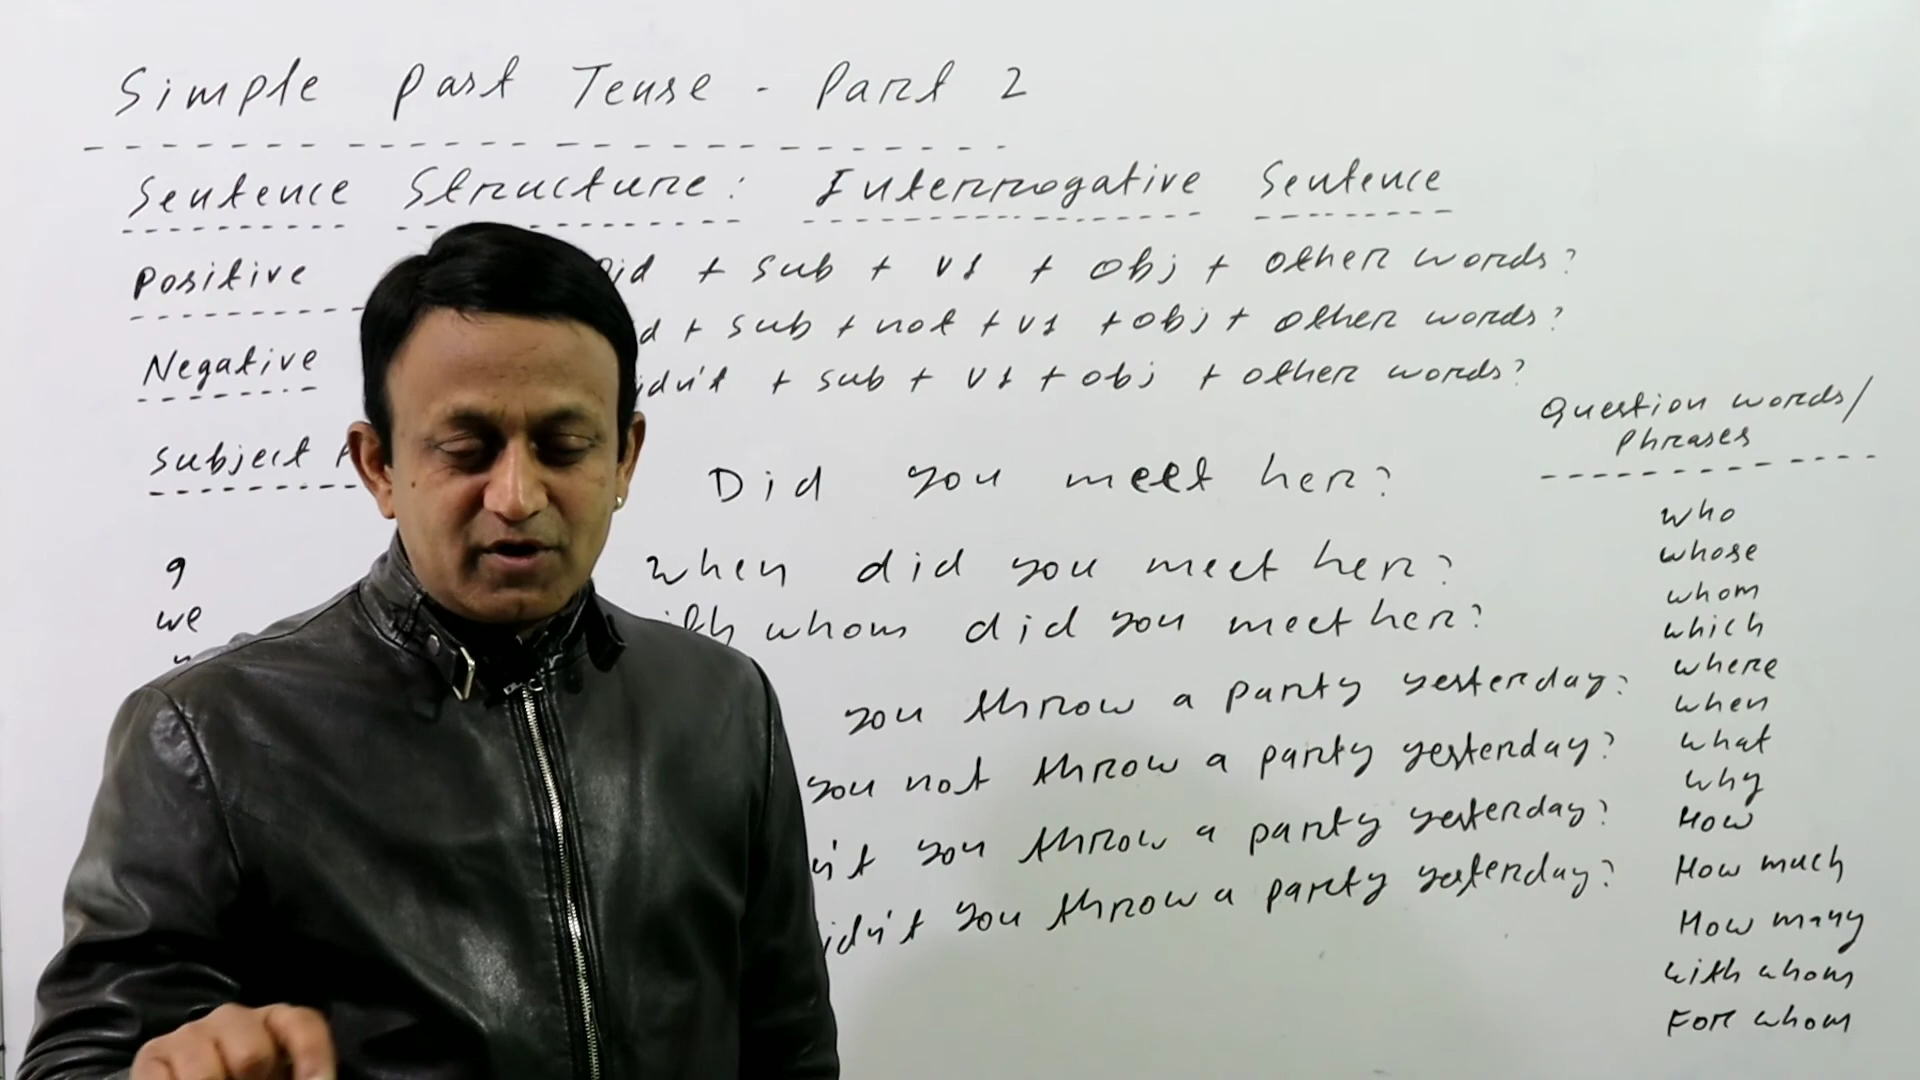 Simple Past Tense - Part 2
Sentence Structure: Interrogative Sentence
Positive Did + sub + V1 + obj + other words?
+ sub + not + V1 + obj + other words?
Negative + sub + V1 + obj + other words?
Question words/
Phrases
Subject
Did you meet her?
who
whose
I
when did you meet her?
whom
we
whom did you meet her?
which
where
you throw a party yesterday?
when
you not throw a party yesterday?
what
why
you throw a party yesterday?
How
you throw a party yesterday?
How much
How many
with whom
For whom